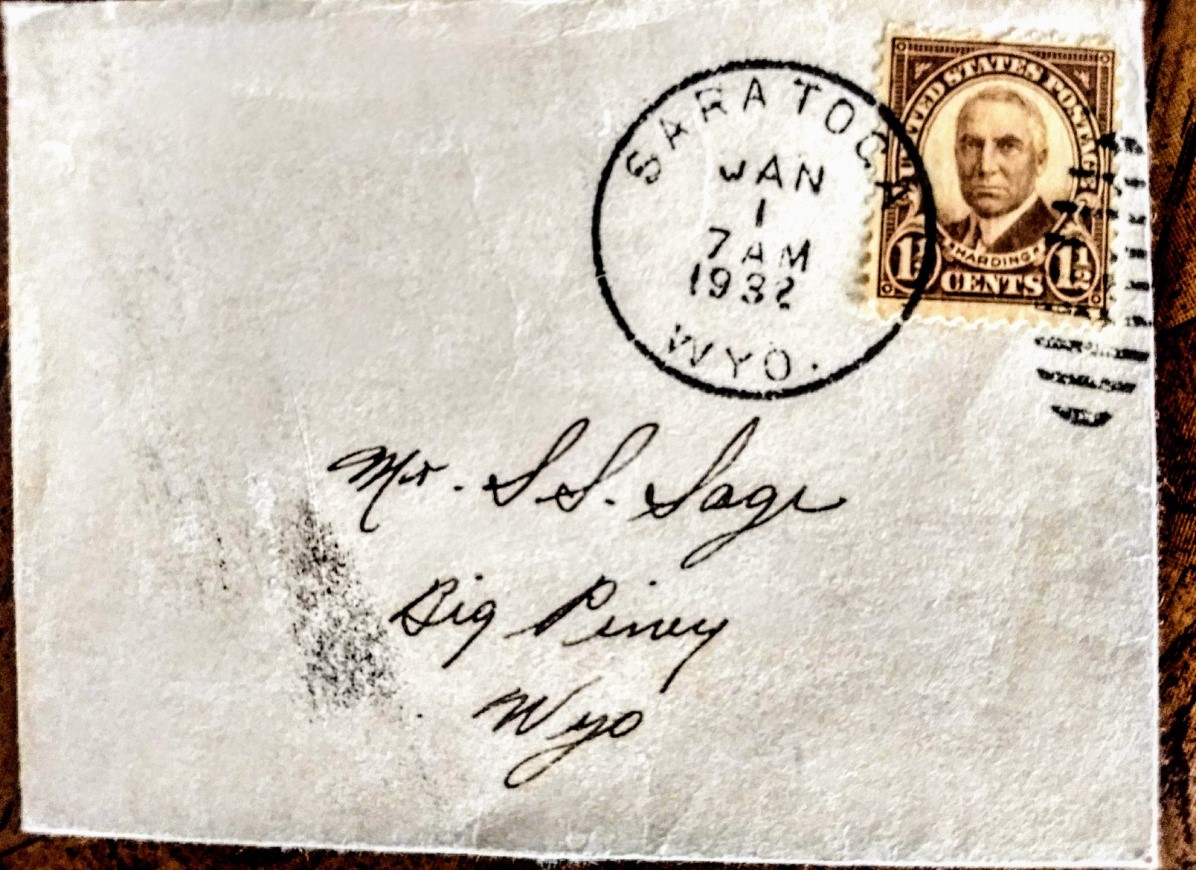 SARATOGA
JAN
1
7 AM
1932
WYO.
UNITED STATES POSTAGE
HARDING
1½ CENTS 1½
Mr. S.S. Sage
Big Piney
Wyo